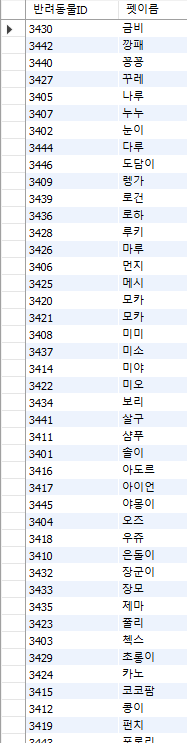 반려동물ID 펫이름
3430 금비
3442 깡패
3440 꽁꽁
3427 꾸레
3405 나루
3407 누누
3402 눈이
3444 다루
3446 도담이
3409 렝가
3439 로건
3436 로하
3428 루키
3426 마루
3406 먼지
3425 메시
3420 모카
3421 모카
3408 미미
3437 미소
3414 미야
3422 미오
3434 보리
3441 살구
3411 샴푸
3401 솔이
3416 아도르
3417 아이언
3445 야몽이
3404 오즈
3418 우쥬
3410 은돌이
3432 장군이
3433 장모
3435 제마
3423 쭐리
3403 첵스
3429 초롱이
3424 카노
3415 코코팜
3412 콩이
3419 펀치